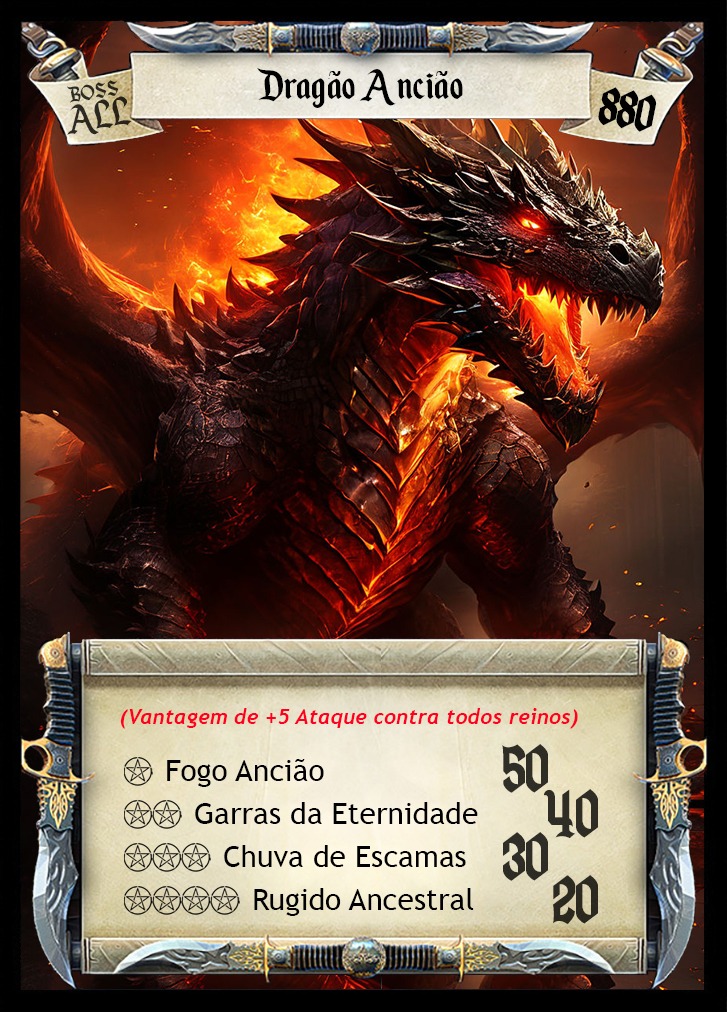 BOSS
ALL
Dragão Ancião
880
(Vantagem de +5 Ataque contra todos reinos)
Fogo Ancião 50
Garras da Eternidade 40
Chuva de Escamas 30
Rugido Ancestral 20